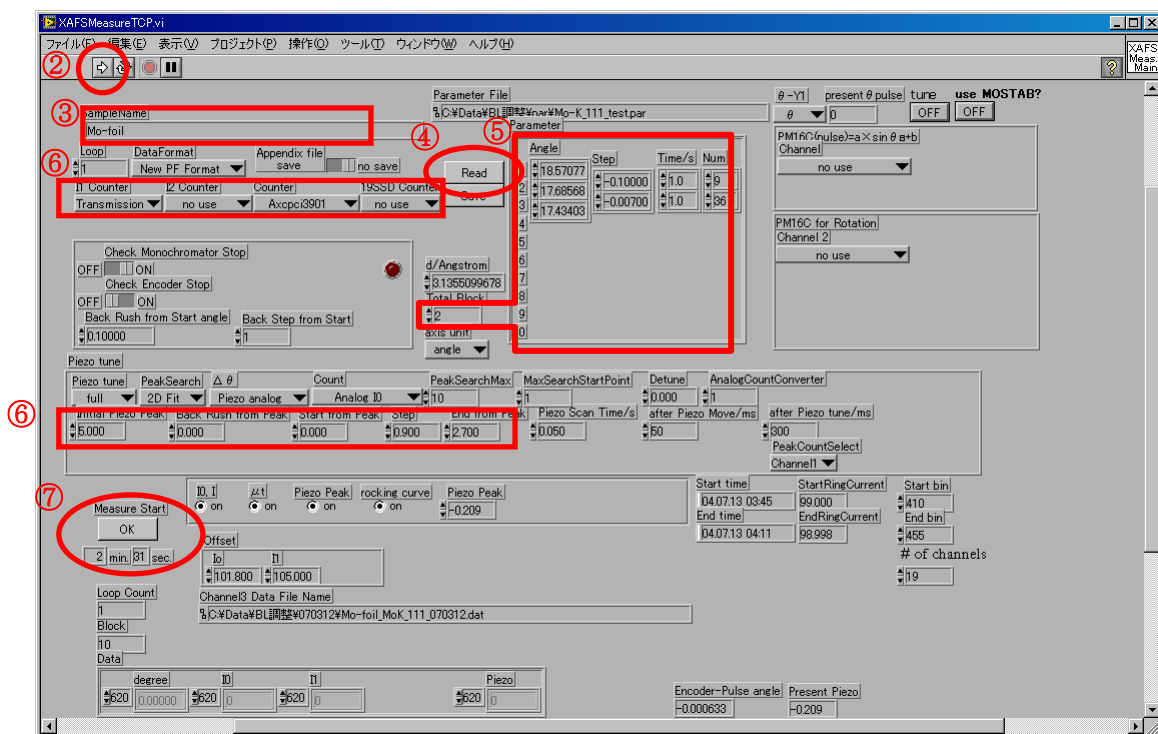 XAFSMeasureTCP.vi
ファイル(F) 編集(E) 表示(V) プロジェクト(P) 操作(O) ツール(T) ウィンドウ(W) ヘルプ(H)
XAFS Meas. Main
②
Parameter File
C:¥Data¥BL調整¥par¥Mo-K_111_test.par
θ-Y1 present θ pulse tune use MOSTAB?
θ 0 OFF OFF
③ SampleName
Mo-foil
④ ⑤ Parameter
PM16C(pulse)=a×sinθ+b
Channel
no use
⑥ Loop DataFormat Appendix file
1 New PF Format save no save
Read
Save
I1 Counter I2 Counter Counter 19SSD Counter
Transmission no use Axcpci3901 no use
Angle Step Time/s Num
18.57077 -0.10000 1.0 9
2 17.68568 -0.00700 1.0 36
3 17.43403
4
5
6
7
8
9
0
PM16C for Rotation
Channel 2
no use
Check Monochromator Stop
OFF ON
Check Encoder Stop
OFF ON
Back Rush from Start angle Back Step from Start
0.10000 1
d/Angstrom
3.1355099678
Total Block
2
axis unit
angle
Piezo tune
Piezo tune PeakSearch Δθ Count PeakSearchMax MaxSearchStartPoint Detune AnalogCountConverter
full 2D Fit Piezo analog Analog I0 10 1 0.000 1
⑥ Initial Piezo Peak Back Rush from Peak Start from Peak Step End from Peak Piezo Scan Time/s after Piezo Move/ms after Piezo tune/ms
5.000 0.000 0.000 0.900 2.700 0.050 50 300
PeakCountSelect
Channel1
⑦ Measure Start
OK
2 min. 31 sec.
I0, I μt Piezo Peak rocking curve Piezo Peak
on on on on -0.209
Start time StartRingCurrent Start bin
04.07.13 03:45 99.000 410
End time EndRingCurrent End bin
04.07.13 04:11 98.998 455
# of channels
19
Offset
Io I1
101.800 105.000
Loop Count
1
Channel3 Data File Name
C:¥Data¥BL調整¥070312¥Mo-foil_MoK_111_070312.dat
Block
10
Data
degree I0 I1 Piezo
620 0.00000 620 0 620 0 620 0
Encoder-Pulse angle Present Piezo
-0.000633 -0.209